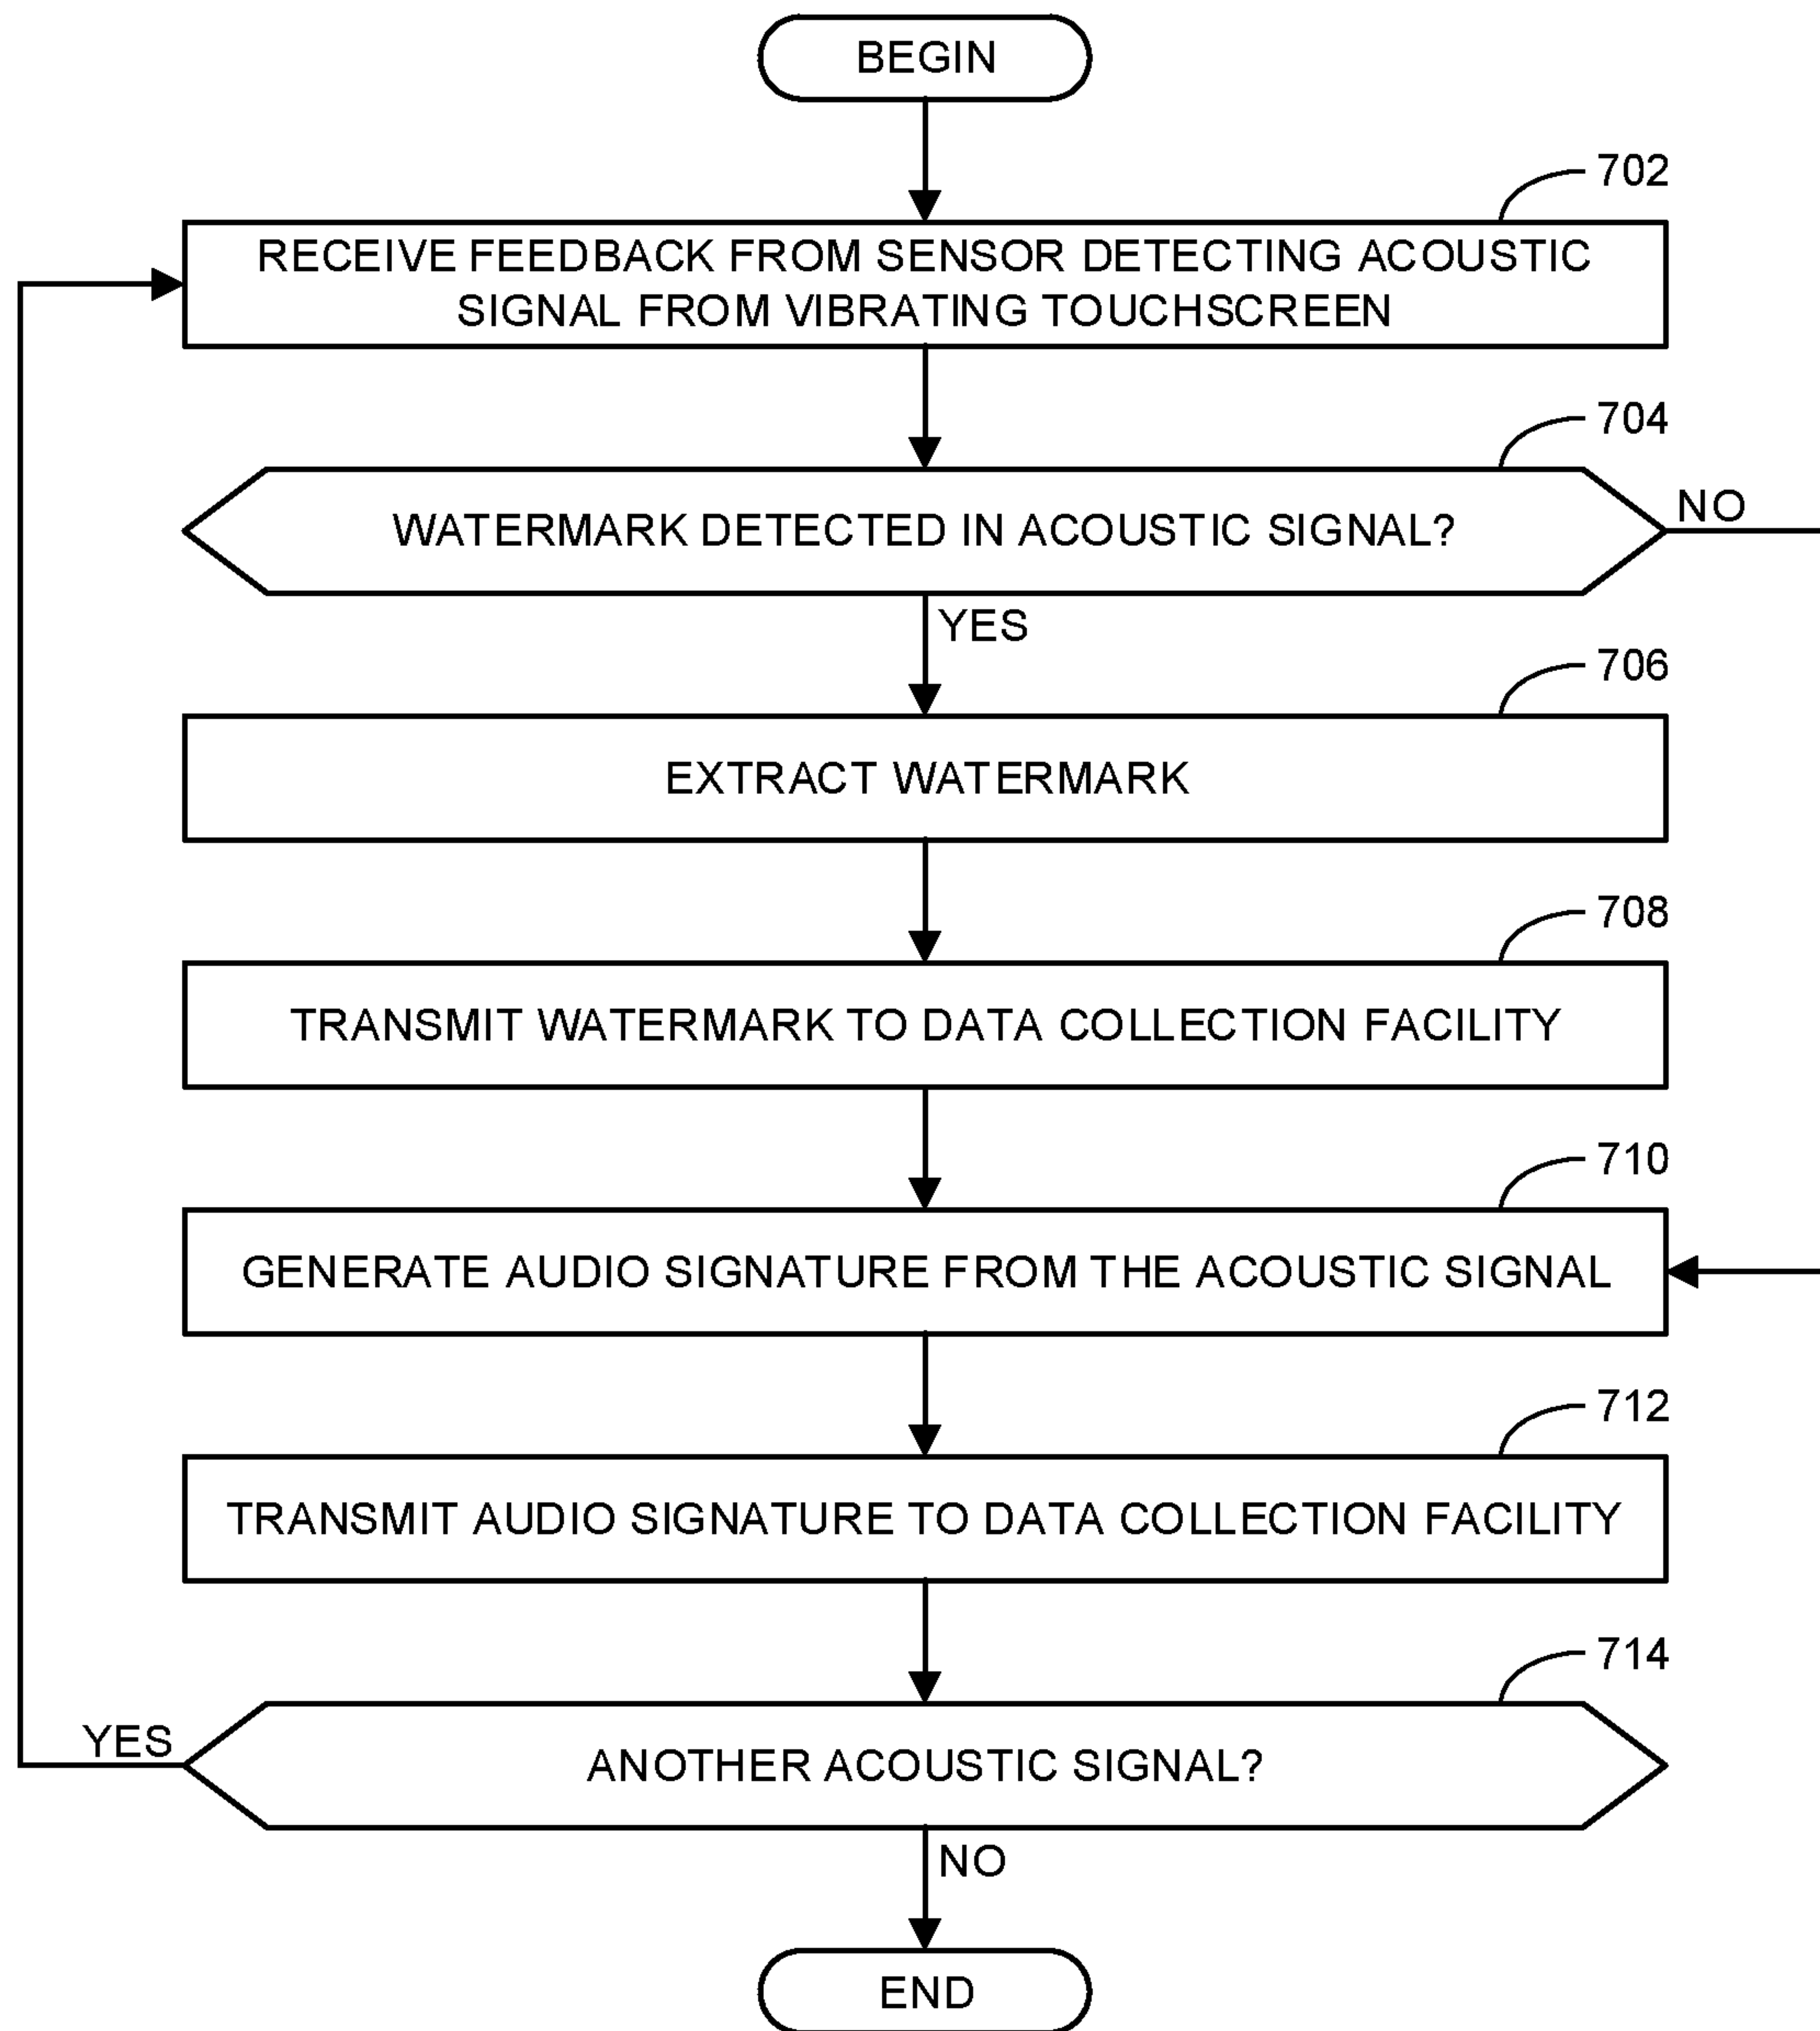 BEGIN
702
RECEIVE FEEDBACK FROM SENSOR DETECTING ACOUSTIC
SIGNAL FROM VIBRATING TOUCHSCREEN
704
WATERMARK DETECTED IN ACOUSTIC SIGNAL?
NO
YES
706
EXTRACT WATERMARK
708
TRANSMIT WATERMARK TO DATA COLLECTION FACILITY
710
GENERATE AUDIO SIGNATURE FROM THE ACOUSTIC SIGNAL
712
TRANSMIT AUDIO SIGNATURE TO DATA COLLECTION FACILITY
714
YES
ANOTHER ACOUSTIC SIGNAL?
NO
END